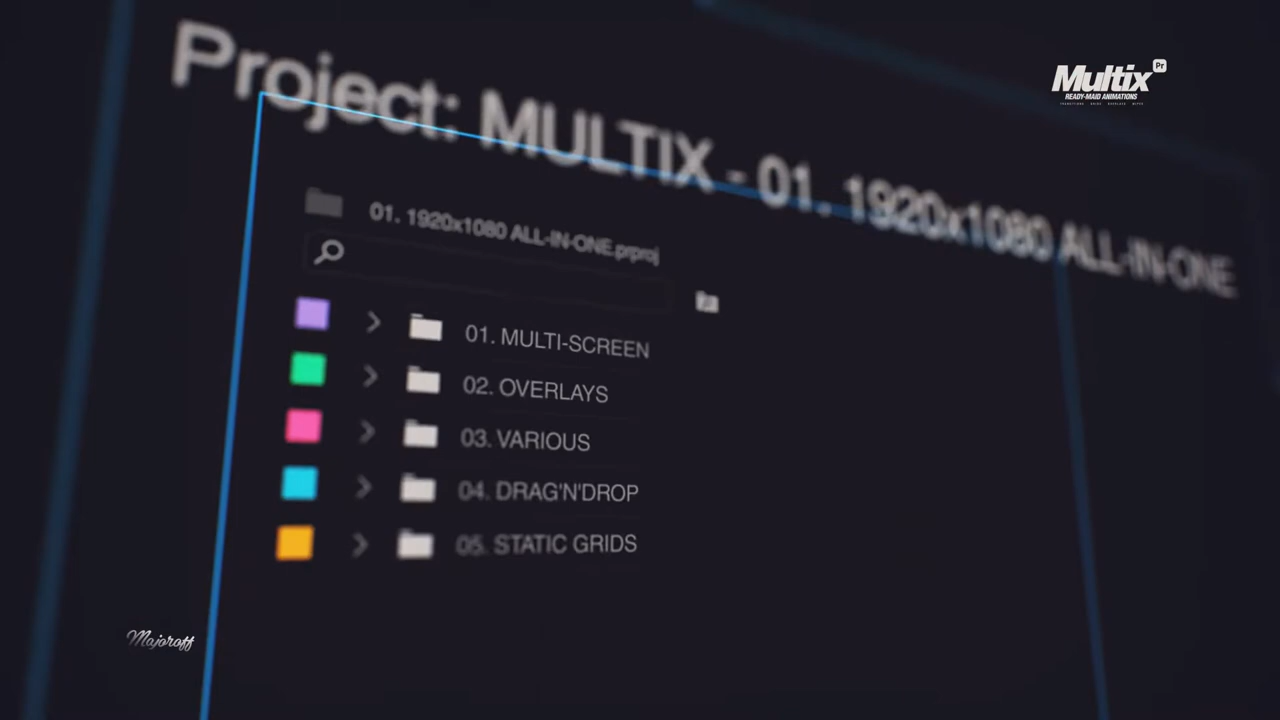 Project: MULTIX - 01. 1920x1080 ALL-IN-ONE
Multix Pr
READY-MAID ANIMATIONS
01. 1920x1080 ALL-IN-ONE.prproj
01. MULTI-SCREEN
02. OVERLAYS
03. VARIOUS
04. DRAG'N'DROP
05. STATIC GRIDS
Majoroff